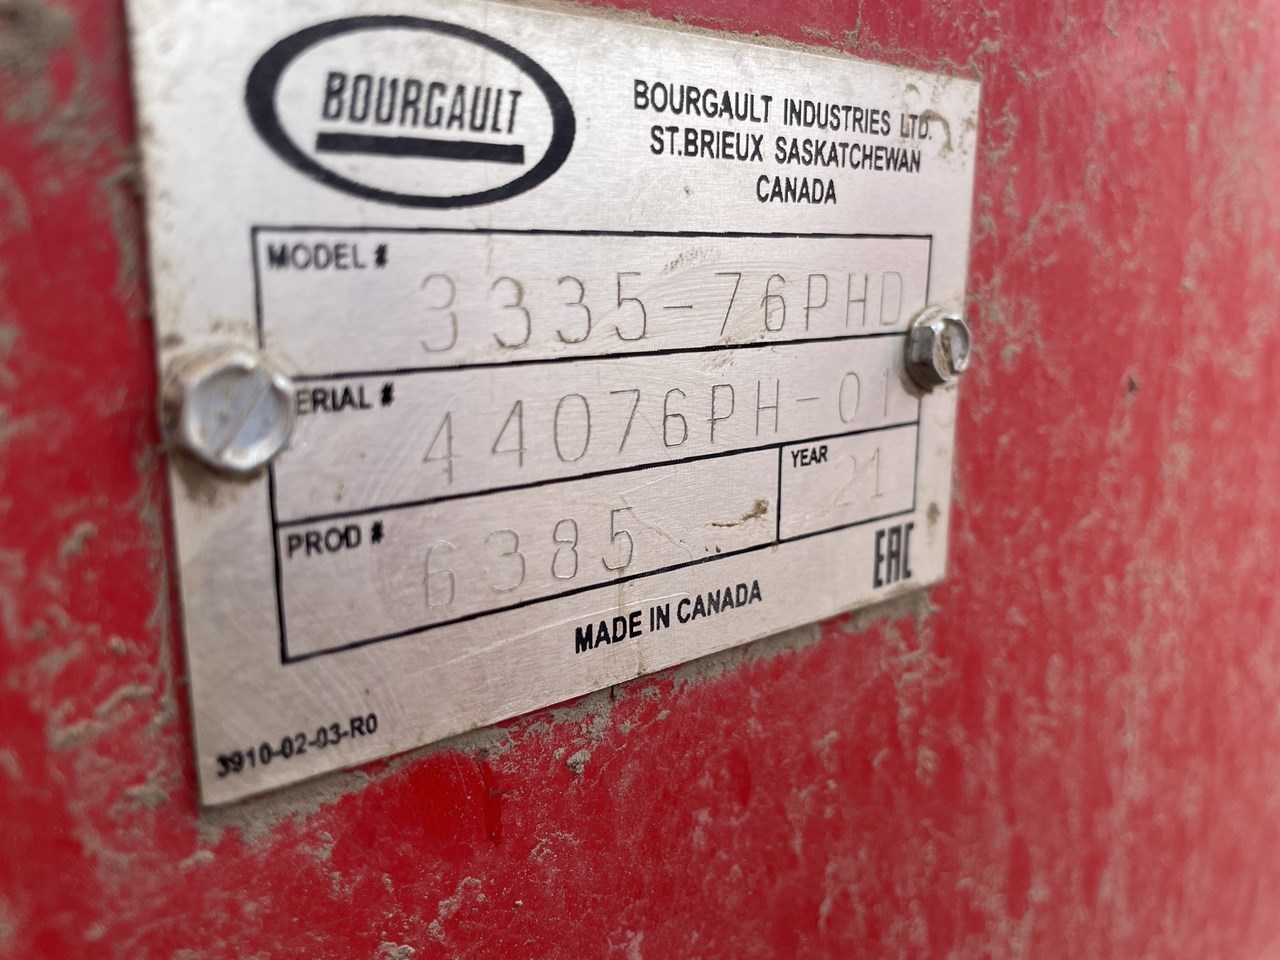 BOURGAULT
BOURGAULT INDUSTRIES LTD.
ST.BRIEUX SASKATCHEWAN
CANADA
MODEL #
3335-76PHD
ERIAL #
44076PH-01
PROD #
6385
YEAR
21
MADE IN CANADA
EAC
3910-02-03-R0